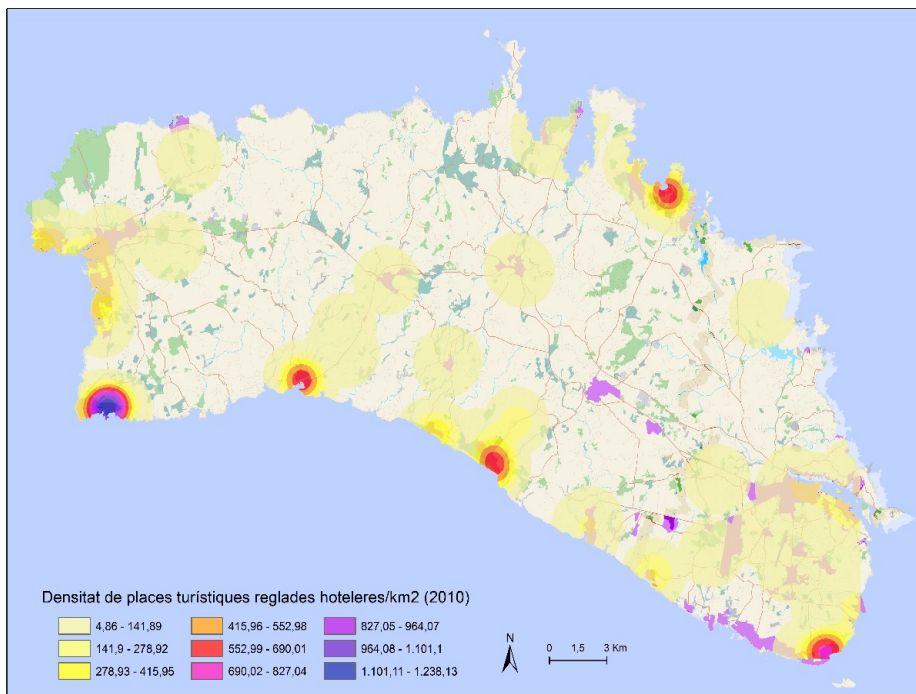 Densitat de places turístiques reglades hoteleres/km2 (2010)
4,86 - 141,89
141,9 - 278,92
278,93 - 415,95
415,96 - 552,98
552,99 - 690,01
690,02 - 827,04
827,05 - 964,07
964,08 - 1.101,1
1.101,11 - 1.238,13
N
0 1,5 3 Km